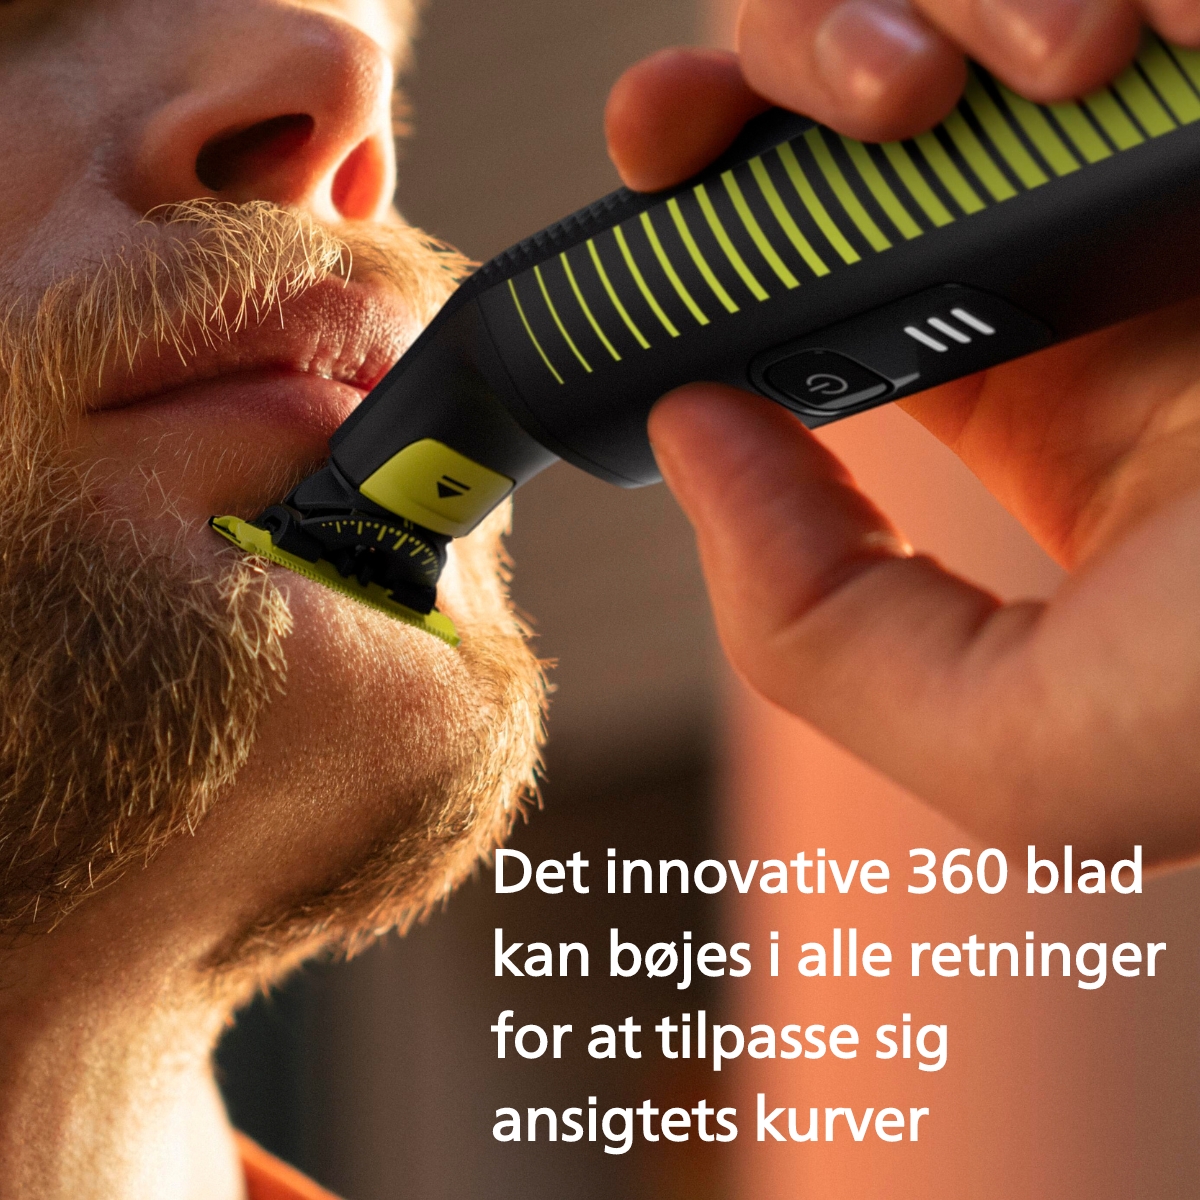 Det innovative 360 blad
kan bøjes i alle retninger
for at tilpasse sig
ansigtets kurver